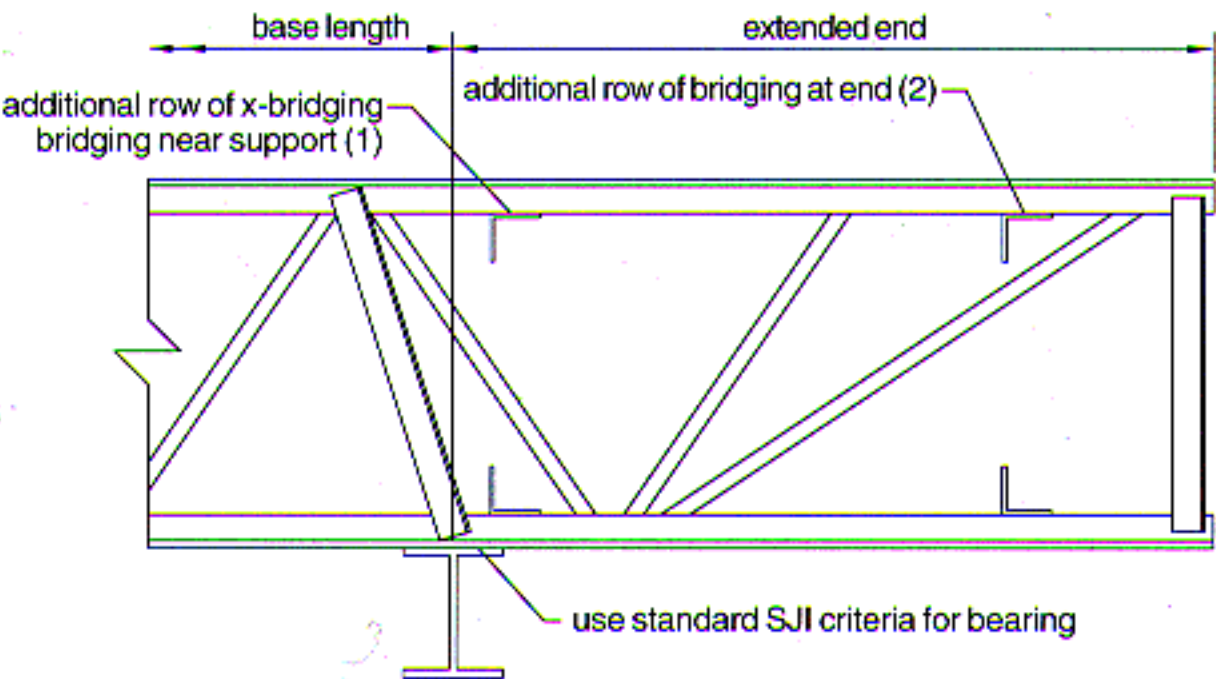 base length
extended end
additional row of x-bridging
bridging near support (1)
additional row of bridging at end (2)
use standard SJI criteria for bearing